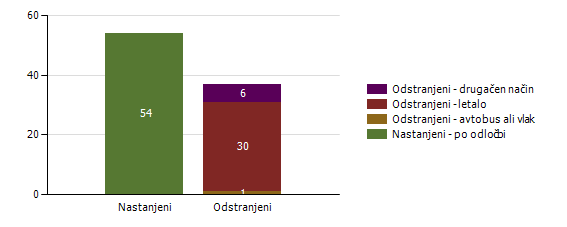 60
40
20
0
54
6
30
1
Nastanjeni
Odstranjeni
Odstranjeni - drugačen način
Odstranjeni - letalo
Odstranjeni - avtobus ali vlak
Nastanjeni - po odločbi